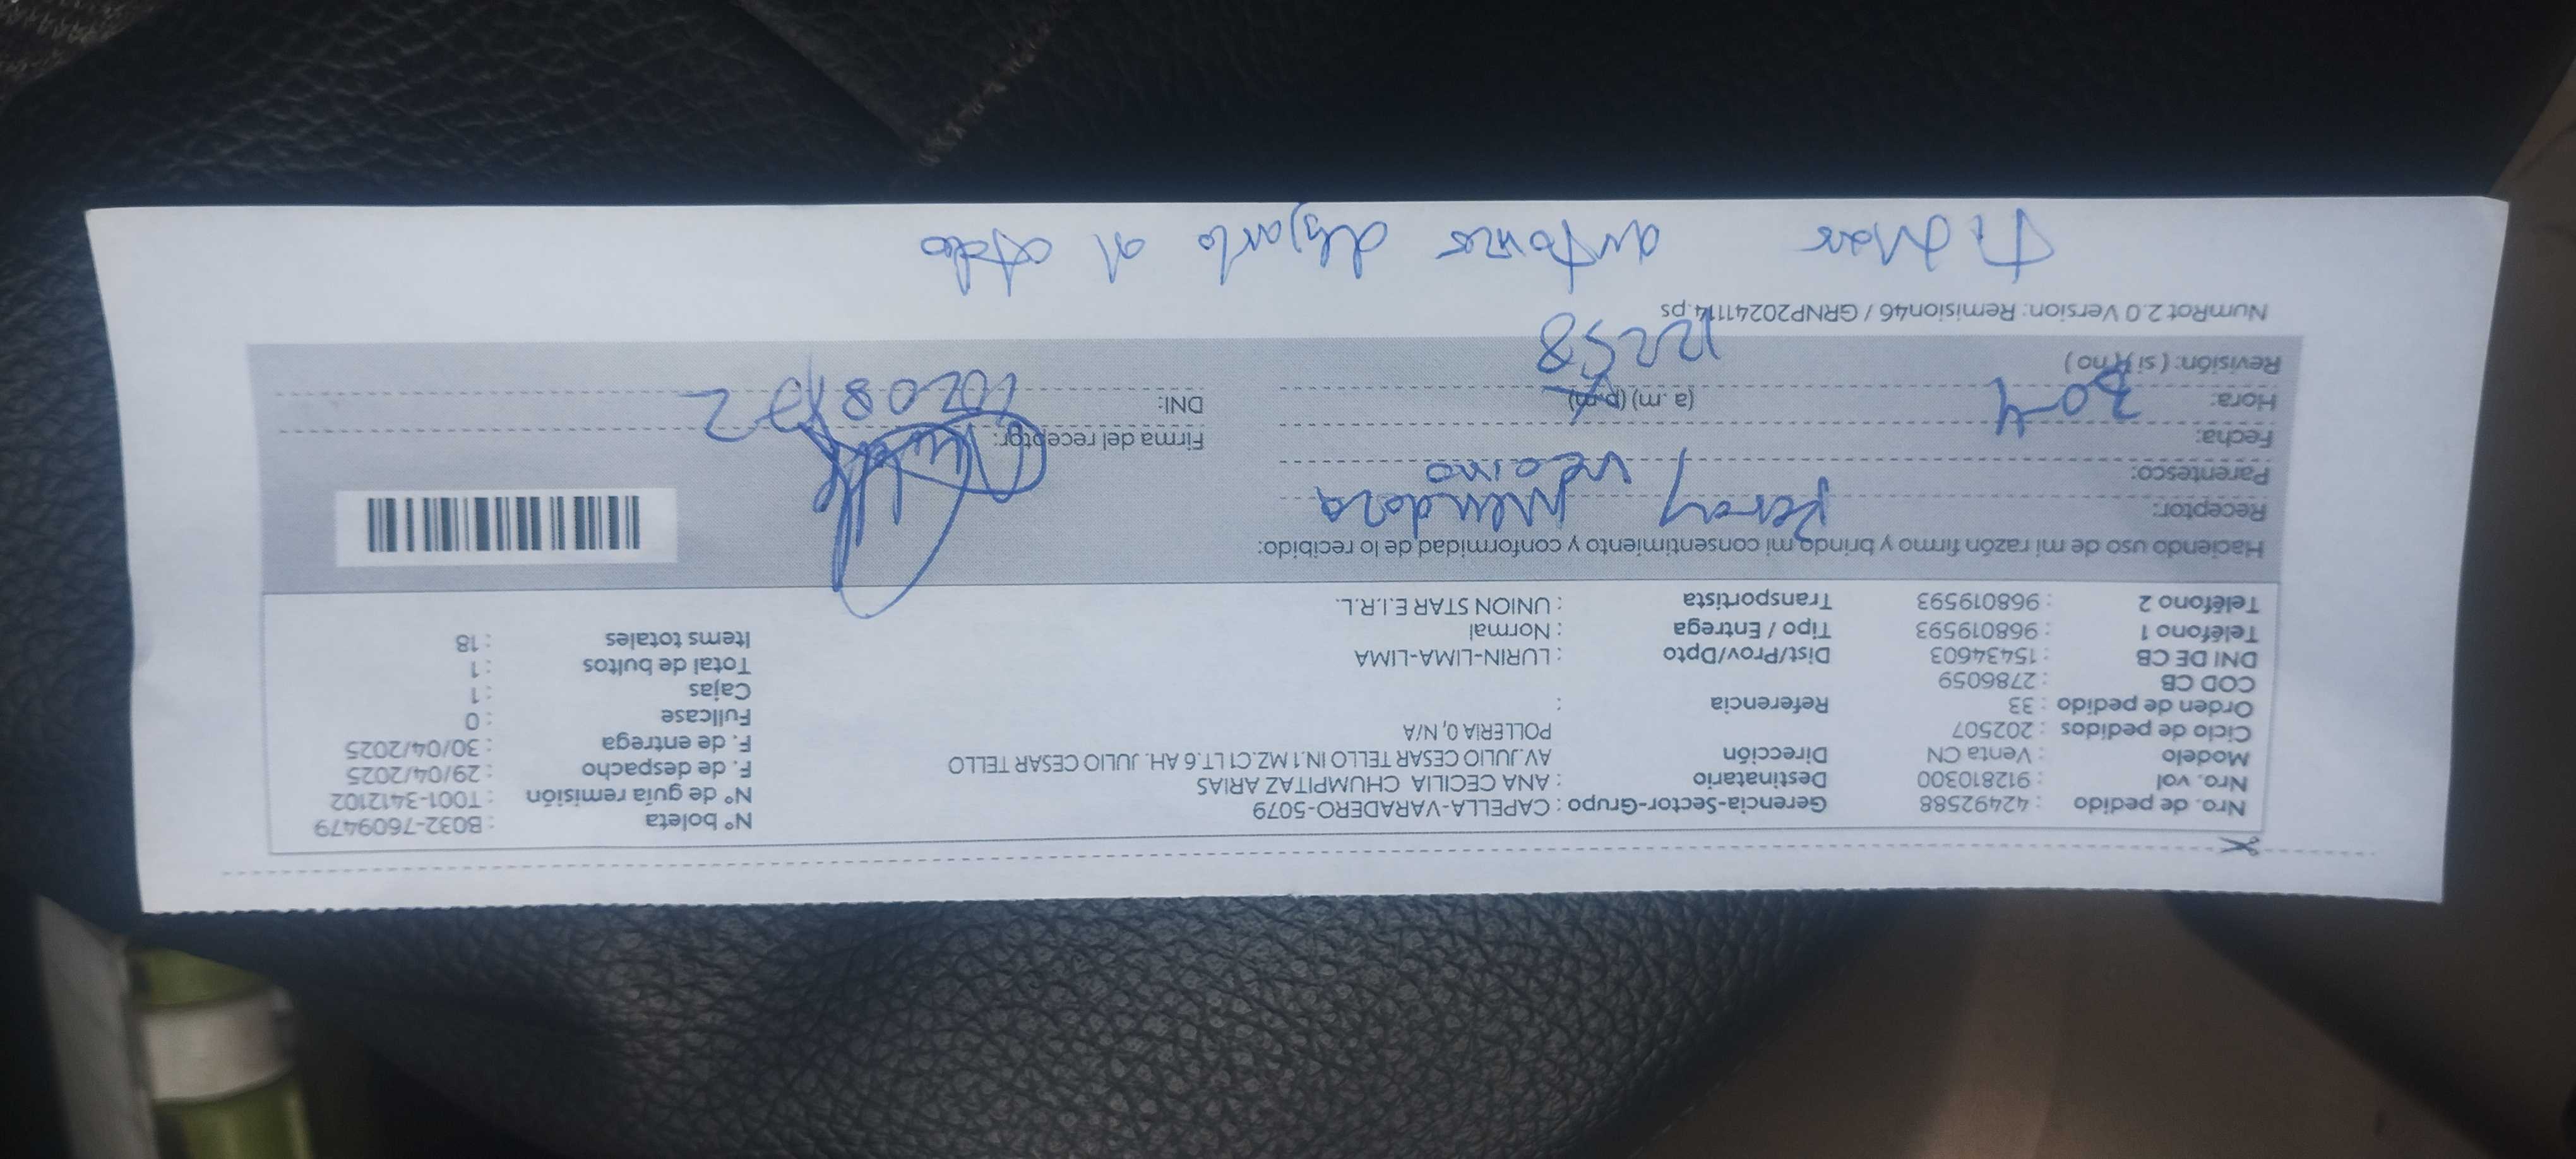 Nro. de pedido : 42492588 Gerencia-Sector-Grupo : CAPELLA-VARADERO-5079 N° boleta : B032-7609479
Nro. vol : 912810300 Destinatario : ANA CECILIA CHUMPITAZ ARIAS N° de guía remisión : T001-3412102
Modelo : Venta CN Dirección AV.JULIO CESAR TELLO IN.1 MZ.C1 LT.6 AH. JULIO CESAR TELLO F. de despacho : 29/04/2025
Ciclo de pedidos : 202507 POLLERIA 0, N/A F. de entrega : 30/04/2025
Orden de pedido : 33 Referencia : Fullcase : 0
COD CB : 2786059 Cajas : 1
DNI DE CB : 15434603 Dist/Prov/Dpto : LURIN-LIMA-LIMA Total de bultos : 1
Teléfono 1 : 968019593 Tipo / Entrega : Normal Items totales : 18
Teléfono 2 : 968019593 Transportista : UNION STAR E.I.R.L.
Haciendo uso de mi razón firmo y brindo mi consentimiento y conformidad de lo recibido:
Receptor: Mendoza
Parentesco: vecino
Fecha: 30-4 Firma del receptor:
Hora: (a .m) (p.m) DNI:
Revisión: ( si ) ( no ) 12:58
NumRot 2.0 Version: Remision46 / GRNP20241114.ps
Titular autorizo dejarlo al